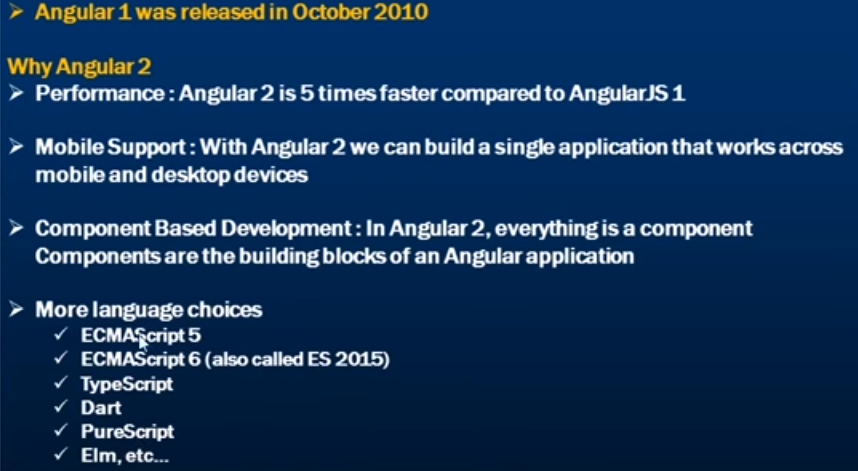 Angular 1 was released in October 2010
Why Angular 2
Performance : Angular 2 is 5 times faster compared to AngularJS 1
Mobile Support : With Angular 2 we can build a single application that works across
mobile and desktop devices
Component Based Development : In Angular 2, everything is a component
Components are the building blocks of an Angular application
More language choices
ECMAScript 5
ECMAScript 6 (also called ES 2015)
TypeScript
Dart
PureScript
Elm, etc...